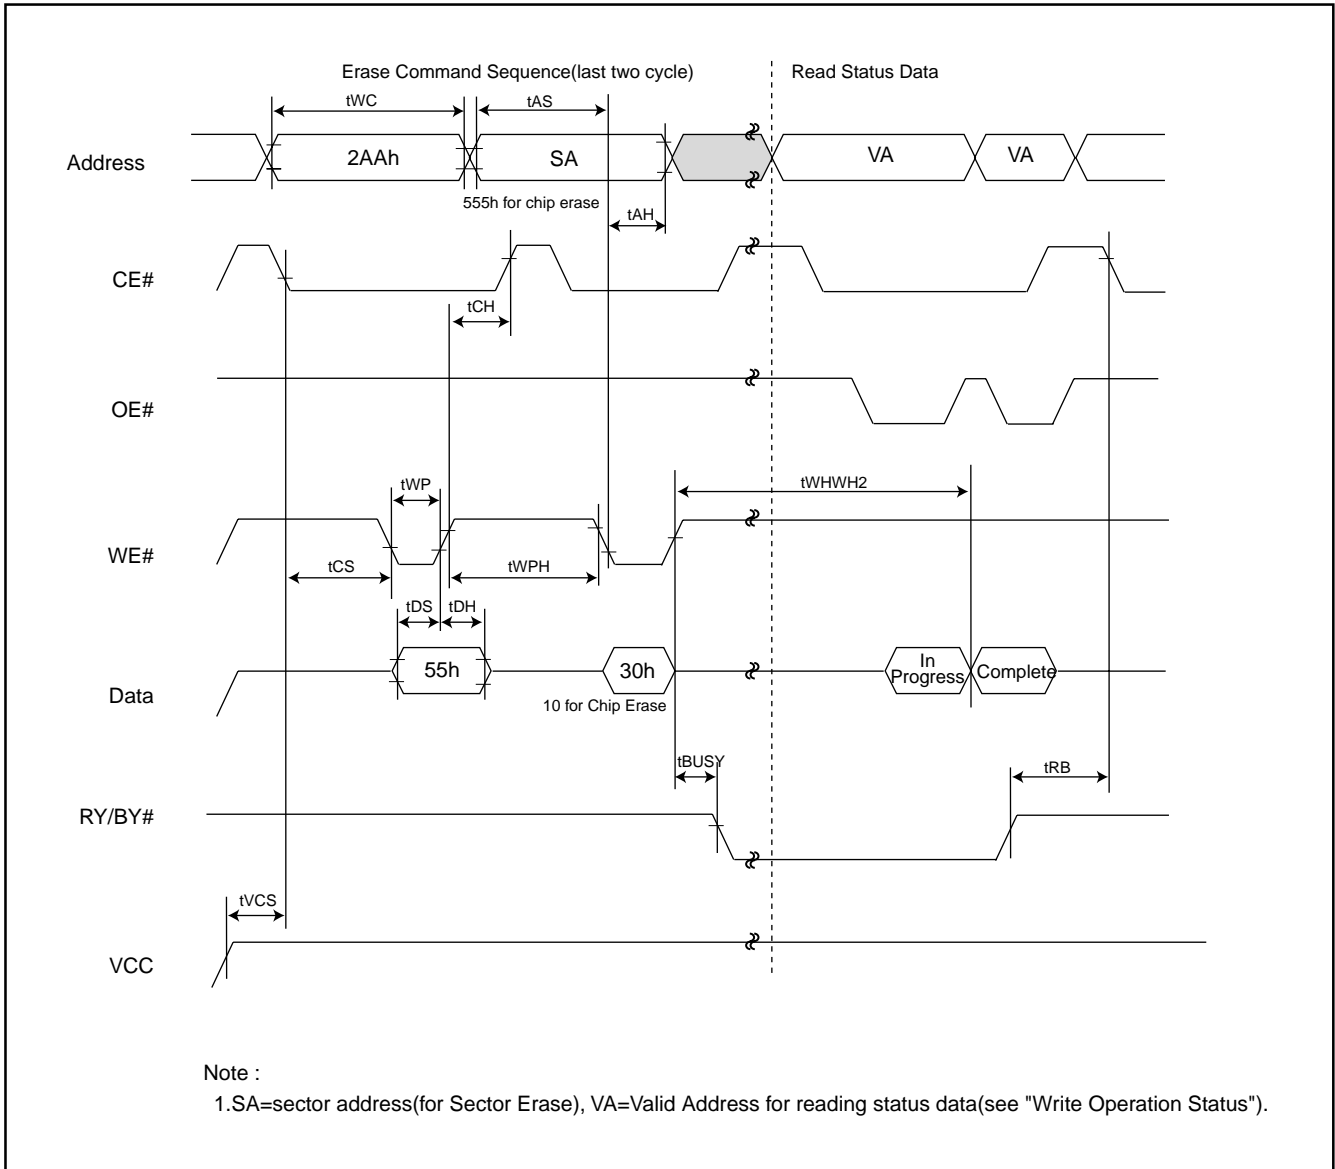 Erase Command Sequence(last two cycle)
Read Status Data
tWC
tAS
Address
2AAh
SA
VA
VA
555h for chip erase
tAH
CE#
tCH
OE#
tWP
tWHWH2
WE#
tCS
tWPH
tDS
tDH
Data
55h
30h
In
Progress
Complete
10 for Chip Erase
tBUSY
tRB
RY/BY#
tVCS
VCC
Note :
1.SA=sector address(for Sector Erase), VA=Valid Address for reading status data(see "Write Operation Status").